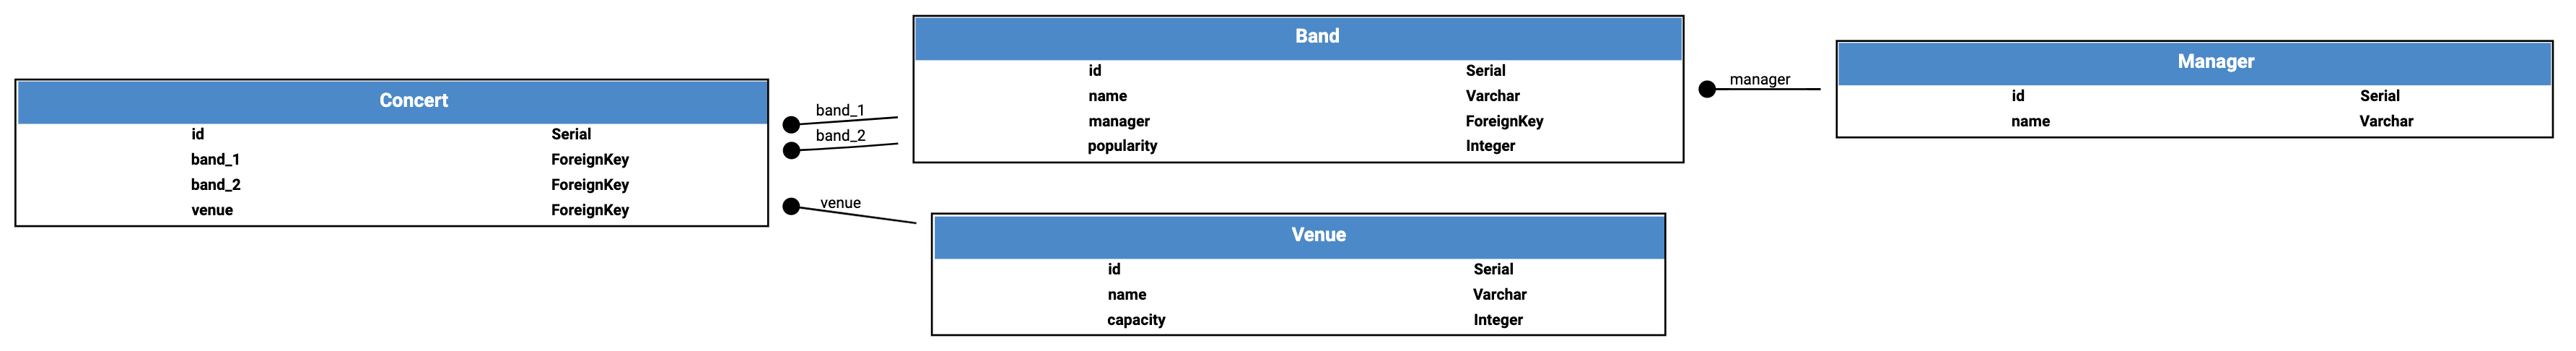 Concert
id Serial
band_1 ForeignKey
band_2 ForeignKey
venue ForeignKey
band_1
band_2
venue
Band
id Serial
name Varchar
manager ForeignKey
popularity Integer
Venue
id Serial
name Varchar
capacity Integer
manager
Manager
id Serial
name Varchar